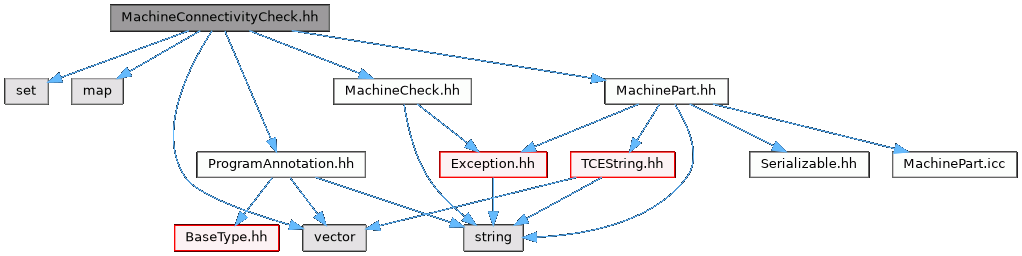 MachineConnectivityCheck.hh
set
map
MachineCheck.hh
MachinePart.hh
ProgramAnnotation.hh
Exception.hh
TCEString.hh
Serializable.hh
MachinePart.icc
BaseType.hh
vector
string